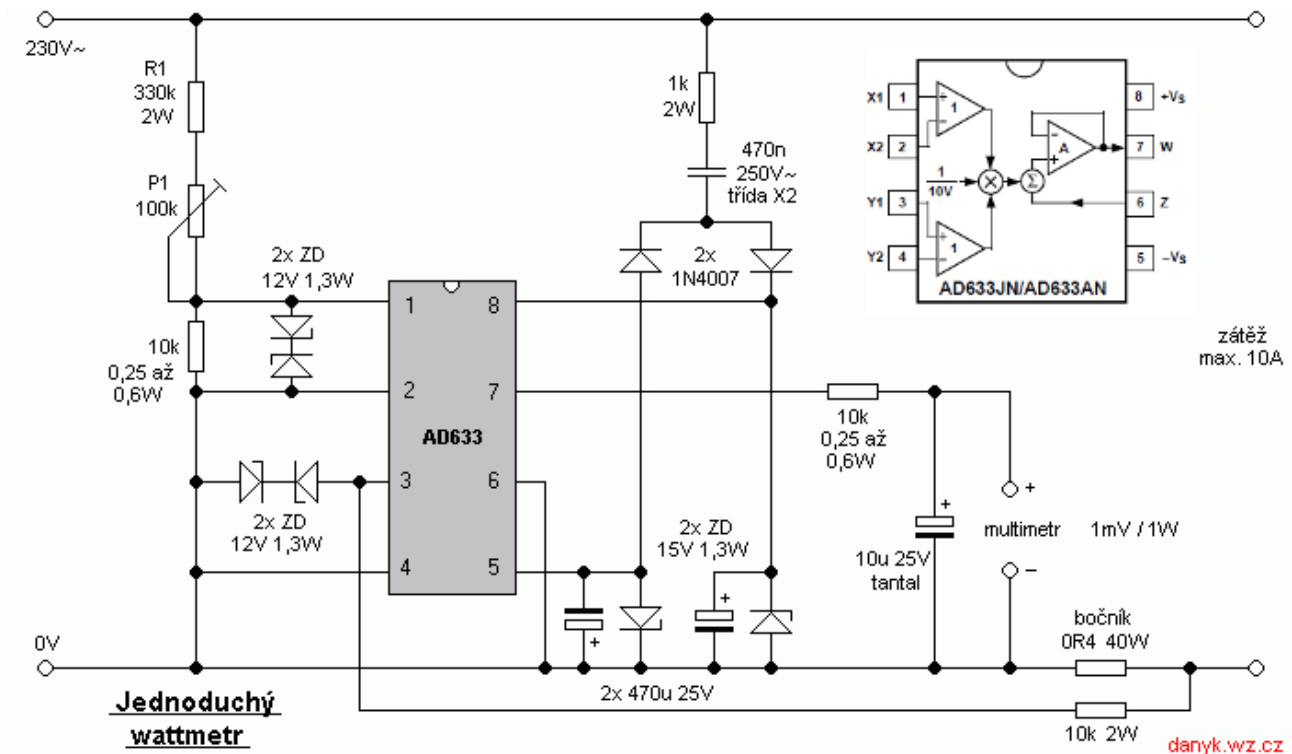 230V~
R1
330k
2W
P1
100k
10k
0,25 až
0,6W
2x ZD
12V 1,3W
2x ZD
12V 1,3W
1
2
3
4
5
6
7
8
AD633
1k
2W
470n
250V~
třída X2
2x
1N4007
X1
1
X2
2
Y1
3
Y2
4
8
+VS
7
W
6
Z
5
–VS
1
1
1
10V
A
+
−
+
−
−
+
×
Σ
AD633JN/AD633AN
zátěž
max. 10A
10k
0,25 až
0,6W
2x ZD
15V 1,3W
+
+
+
10u 25V
tantal
+
multimetr
1mV / 1W
−
bočník
0R4 40W
0V
2x 470u 25V
10k 2W
Jednoduchý
wattmetr
danyk.wz.cz